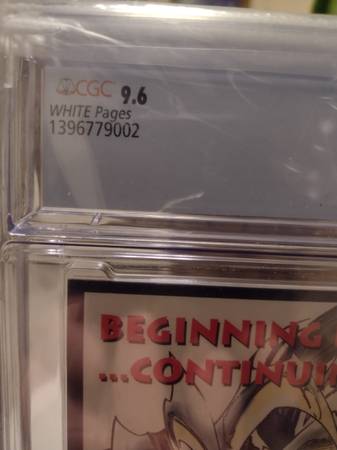 CGC 9.6
WHITE Pages
1396779002
BEGINNING
...CONTINUI